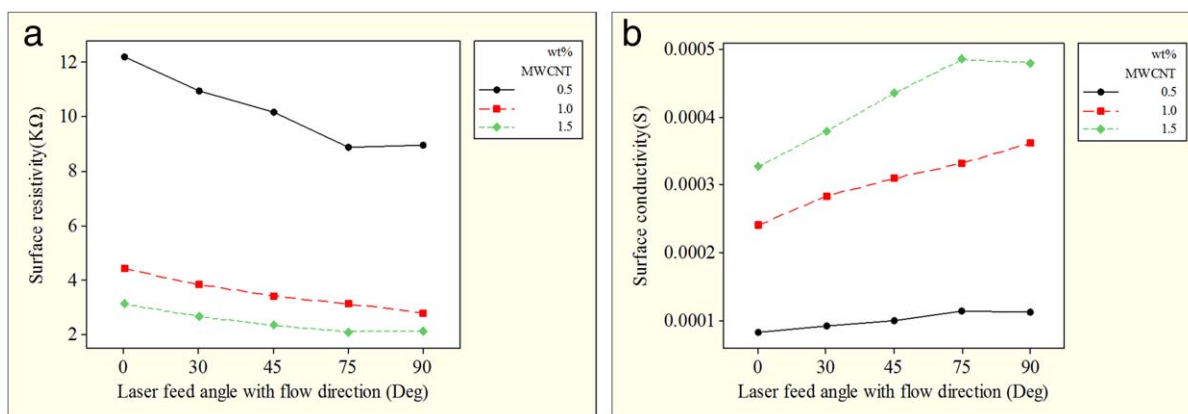 a
Surface resistivity(KΩ)
12
10
8
6
4
2
0 30 45 75 90
Laser feed angle with flow direction (Deg)
wt%
MWCNT
0.5
1.0
1.5
b
Surface conductivity(S)
0.0005
0.0004
0.0003
0.0002
0.0001
0 30 45 75 90
Laser feed angle with flow direction (Deg)
wt%
MWCNT
0.5
1.0
1.5